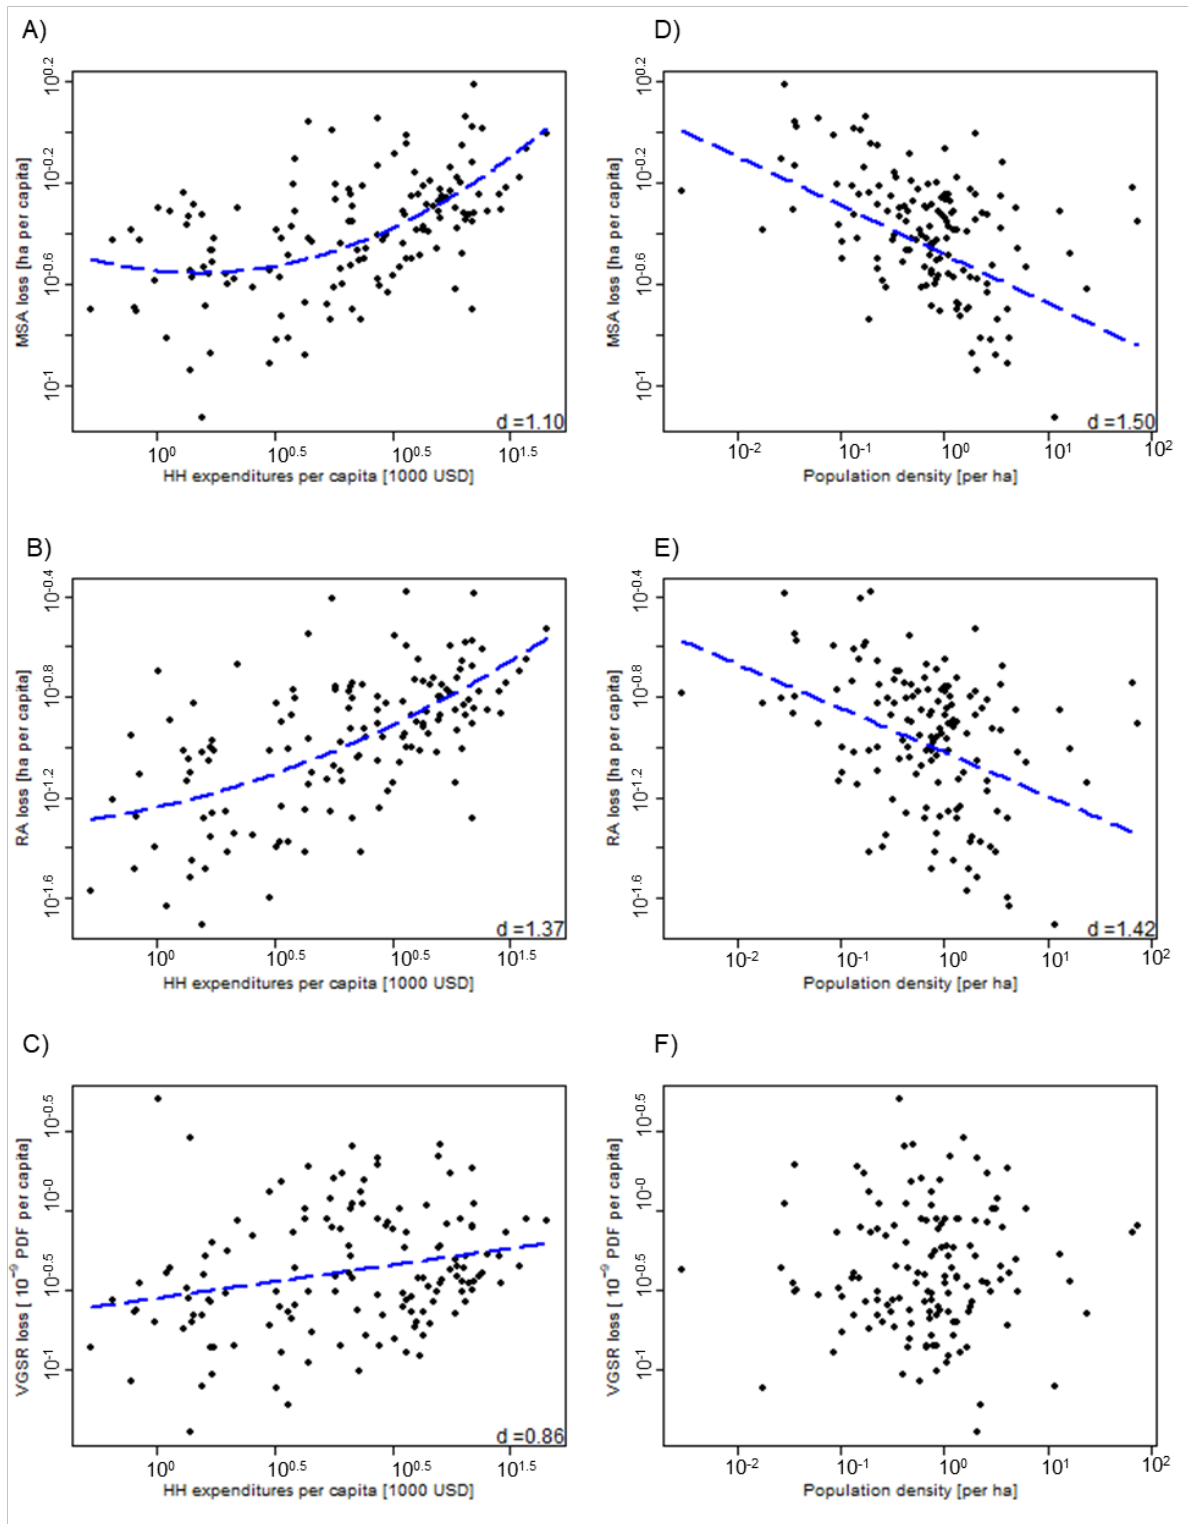 A)
MSA loss [ha per capita]
10^0.2
10^-0.2
10^-0.6
10^-1
d =1.10
10^0 10^0.5 10^0.5 10^1.5
HH expenditures per capita [1000 USD]
D)
MSA loss [ha per capita]
10^0.2
10^-0.2
10^-0.6
10^-1
d =1.50
10^-2 10^-1 10^0 10^1 10^2
Population density [per ha]
B)
RA loss [ha per capita]
10^-0.4
10^-0.8
10^-1.2
10^-1.6
d =1.37
10^0 10^0.5 10^0.5 10^1.5
HH expenditures per capita [1000 USD]
E)
RA loss [ha per capita]
10^-0.4
10^-0.8
10^-1.2
10^-1.6
d =1.42
10^-2 10^-1 10^0 10^1 10^2
Population density [per ha]
C)
VGSR loss [ 10^-9 PDF per capita]
10^-0.5
10^-0
10^-0.5
10^-1
d =0.86
10^0 10^0.5 10^0.5 10^1.5
HH expenditures per capita [1000 USD]
F)
VGSR loss [ 10^-9 PDF per capita]
10^-0.5
10^-0
10^-0.5
10^-1
10^-2 10^-1 10^0 10^1 10^2
Population density [per ha]